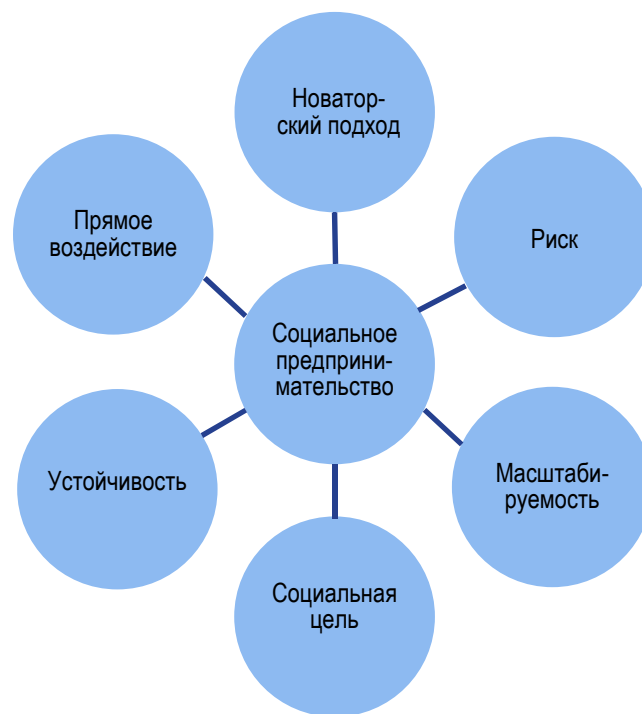 Новатор-
ский подход
Прямое
воздействие
Риск
Социальное
предприни-
мательство
Устойчивость
Масштаби-
руемость
Социальная
цель